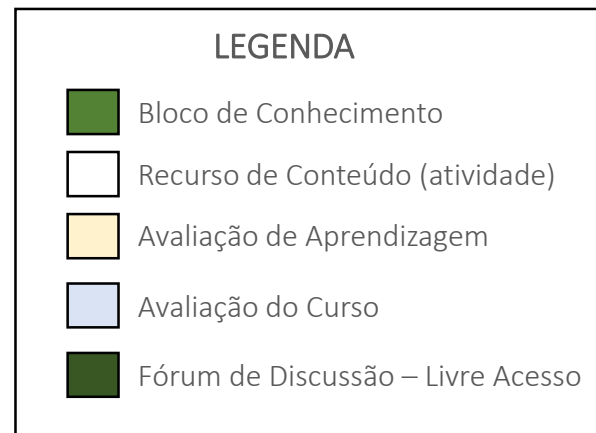 LEGENDA
Bloco de Conhecimento
Recurso de Conteúdo (atividade)
Avaliação de Aprendizagem
Avaliação do Curso
Fórum de Discussão – Livre Acesso